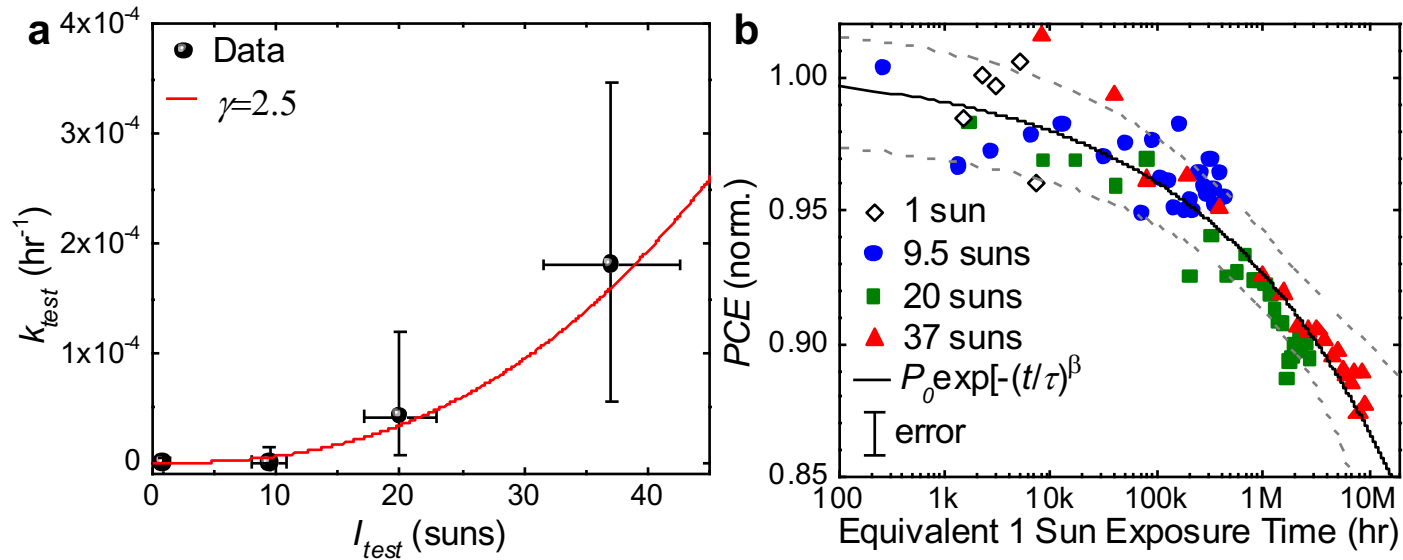 a
Data
γ=2.5
4x10⁻⁴
3x10⁻⁴
2x10⁻⁴
1x10⁻⁴
0
k_test (hr⁻¹)
0 10 20 30 40
I_test (suns)
b
1.00
0.95
0.90
0.85
PCE (norm.)
1 sun
9.5 suns
20 suns
37 suns
P₀exp[-(t/τ)^β
error
100 1k 10k 100k 1M 10M
Equivalent 1 Sun Exposure Time (hr)